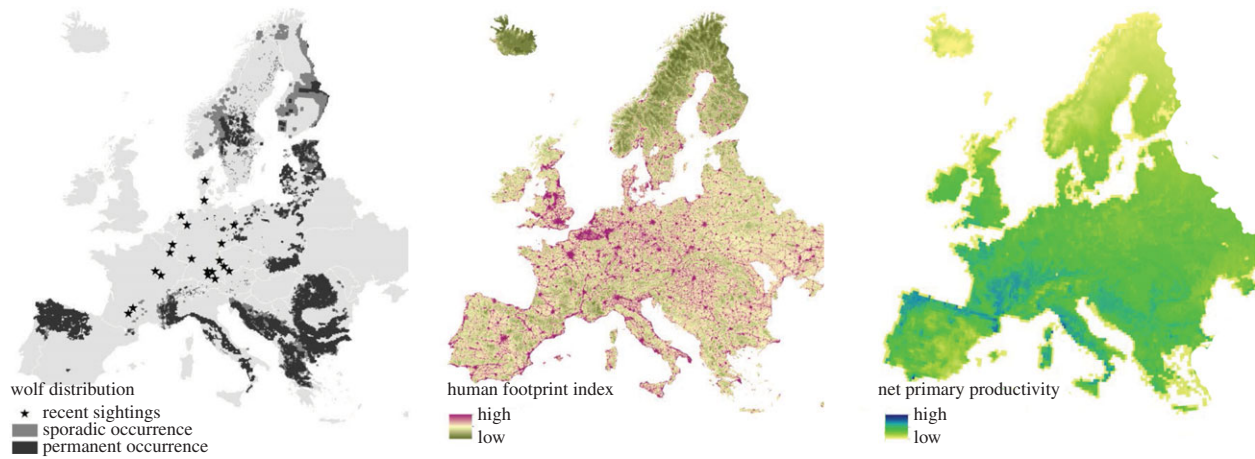 wolf distribution
recent sightings
sporadic occurrence
permanent occurrence
human footprint index
high
low
net primary productivity
high
low